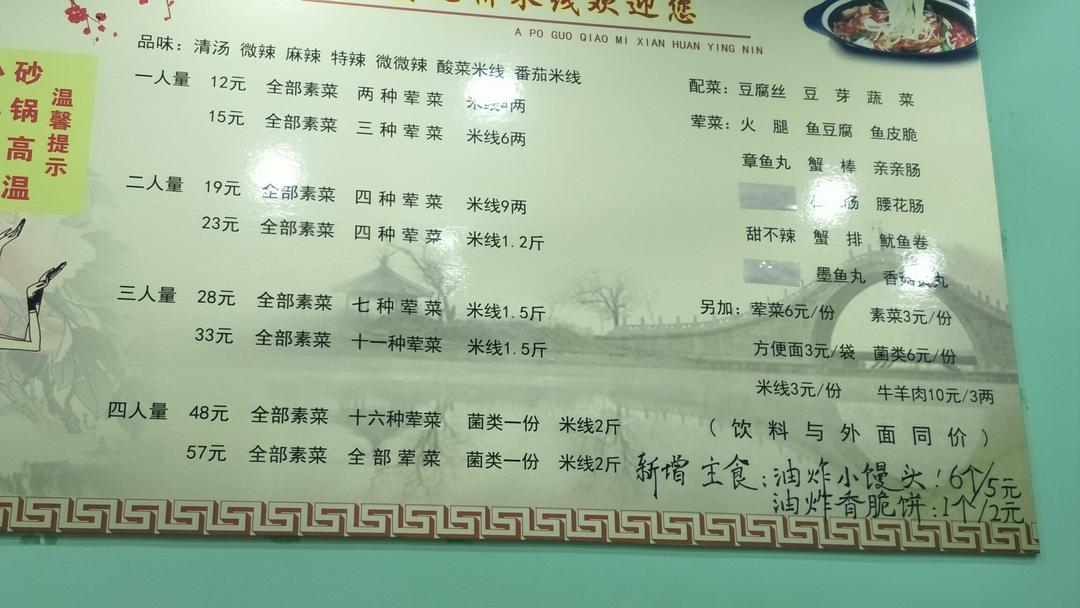 米线欢迎您
A PO GUO QIAO MI XIAN HUAN YING NIN
砂锅高温
温馨提示
品味：清汤 微辣 麻辣 特辣 微微辣 酸菜米线 番茄米线
一人量 12元 全部素菜 两种荤菜 米线4两
15元 全部素菜 三种荤菜 米线6两
二人量 19元 全部素菜 四种荤菜 米线9两
23元 全部素菜 四种荤菜 米线1.2斤
三人量 28元 全部素菜 七种荤菜 米线1.5斤
33元 全部素菜 十一种荤菜 米线1.5斤
四人量 48元 全部素菜 十六种荤菜 菌类一份 米线2斤
57元 全部素菜 全部荤菜 菌类一份 米线2斤
配菜：豆腐丝 豆芽 蔬菜
荤菜：火腿 鱼豆腐 鱼皮脆
章鱼丸 蟹棒 亲亲肠
肠 腰花肠
甜不辣 蟹排 鱿鱼卷
墨鱼丸 香菇贡丸
另加：荤菜6元/份 素菜3元/份
方便面3元/袋 菌类6元/份
米线3元/份 牛羊肉10元/3两
（饮料与外面同价）
新增 主食：油炸小馒头：6个/5元
油炸香脆饼：1个/2元